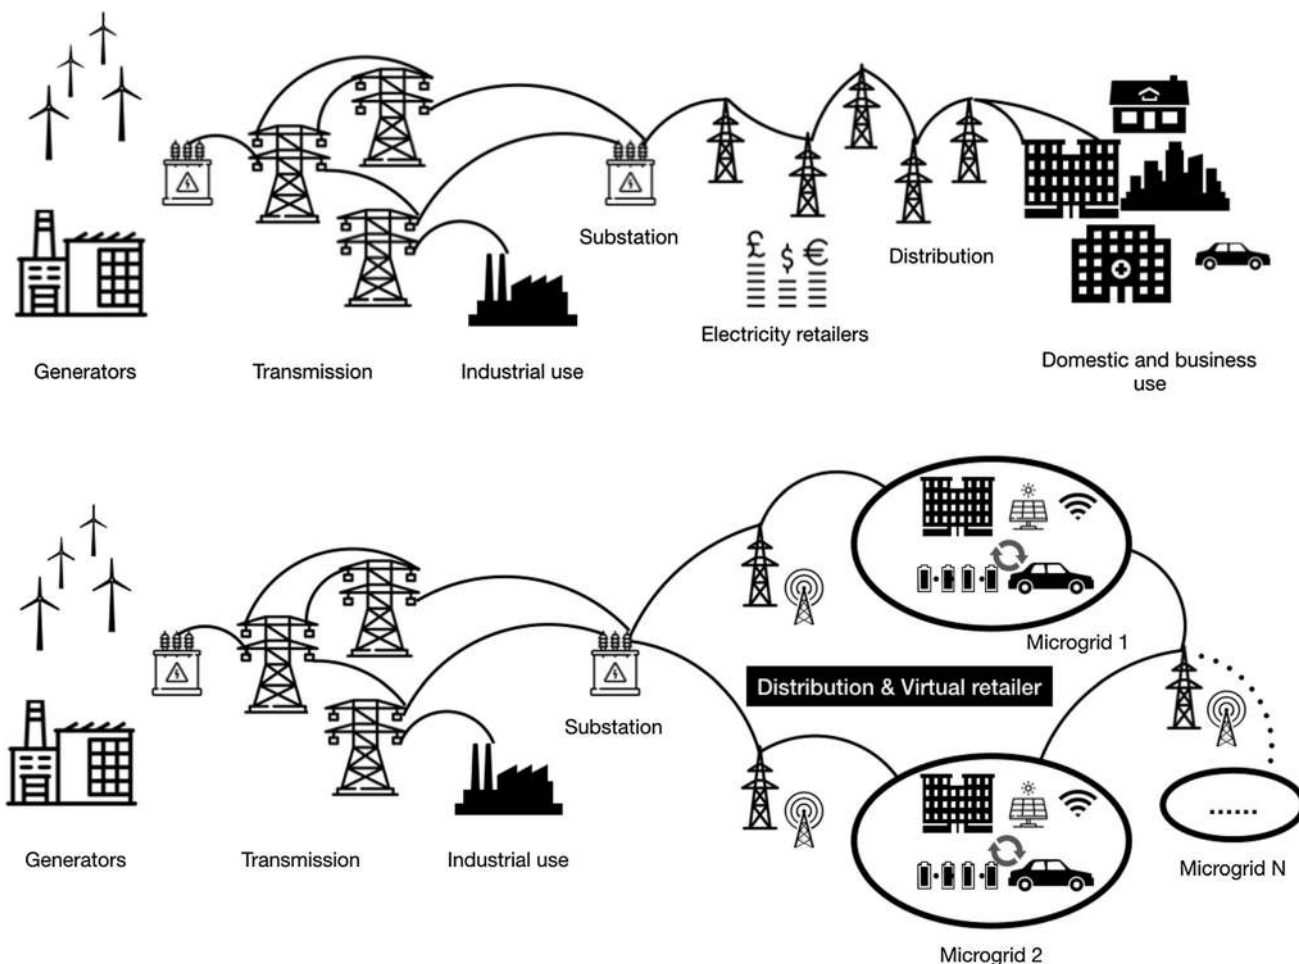 £ $ €
Substation
Distribution
Electricity retailers
Generators
Transmission
Industrial use
Domestic and business
use
Microgrid 1
Distribution & Virtual retailer
Substation
......
Generators
Transmission
Industrial use
Microgrid N
Microgrid 2